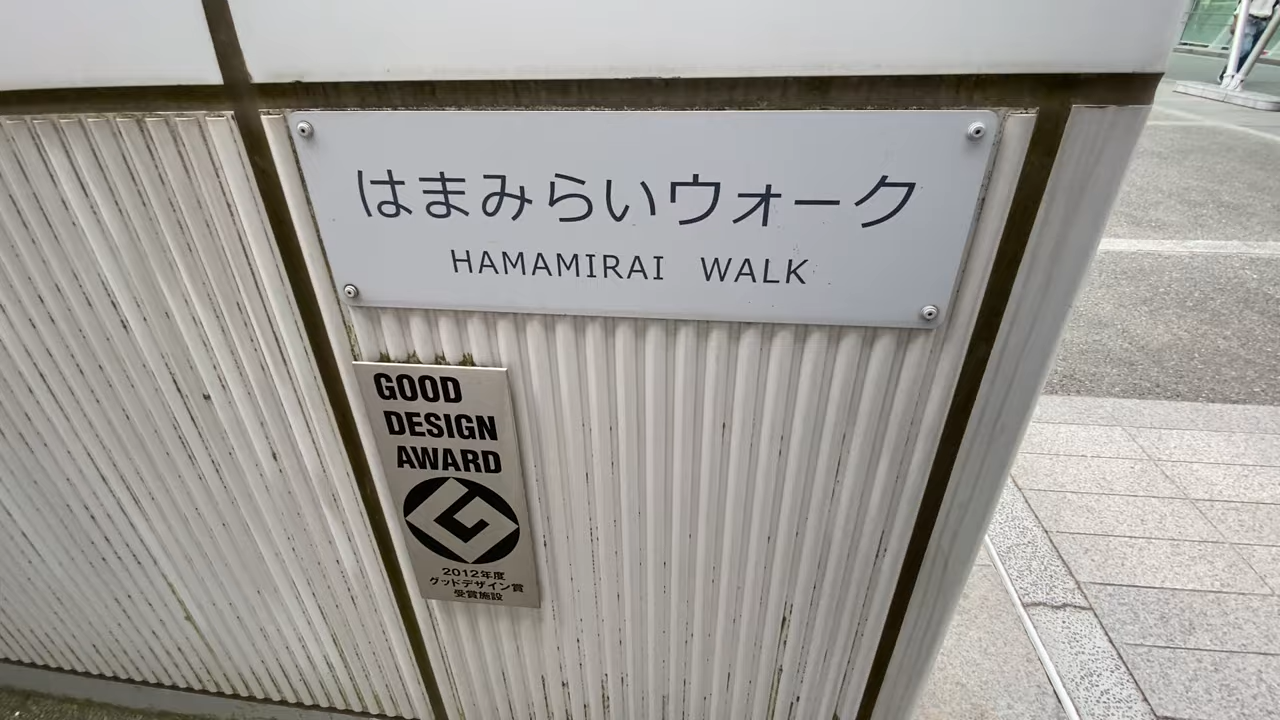 はまみらいウォーク
HAMAMIRAI WALK
GOOD
DESIGN
AWARD
2012年度
グッドデザイン賞
受賞施設